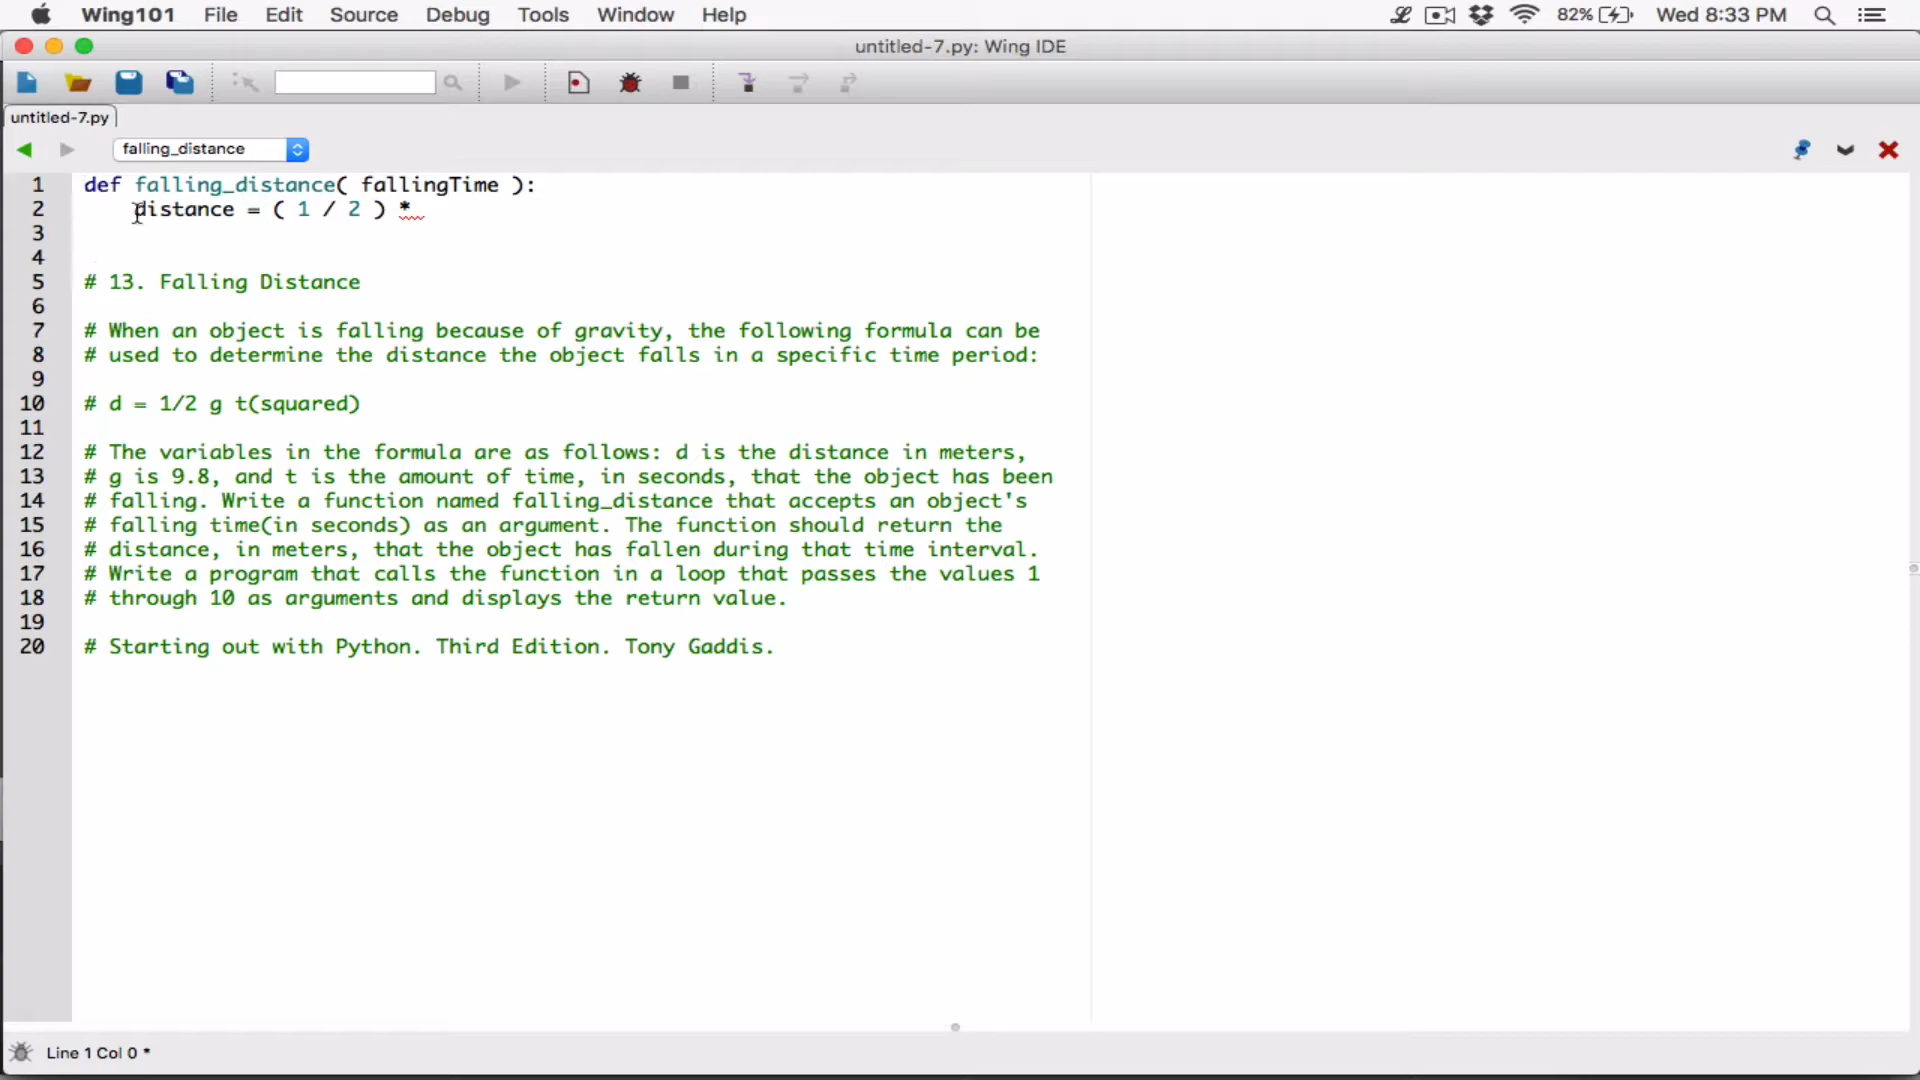 Wing101 File Edit Source Debug Tools Window Help 82% Wed 8:33 PM
untitled-7.py: Wing IDE
untitled-7.py
falling_distance
1 def falling_distance( fallingTime ):
2 distance = ( 1 / 2 ) *
3
4
5 # 13. Falling Distance
6
7 # When an object is falling because of gravity, the following formula can be
8 # used to determine the distance the object falls in a specific time period:
9
10 # d = 1/2 g t(squared)
11
12 # The variables in the formula are as follows: d is the distance in meters,
13 # g is 9.8, and t is the amount of time, in seconds, that the object has been
14 # falling. Write a function named falling_distance that accepts an object's
15 # falling time(in seconds) as an argument. The function should return the
16 # distance, in meters, that the object has fallen during that time interval.
17 # Write a program that calls the function in a loop that passes the values 1
18 # through 10 as arguments and displays the return value.
19
20 # Starting out with Python. Third Edition. Tony Gaddis.
Line 1 Col 0 *